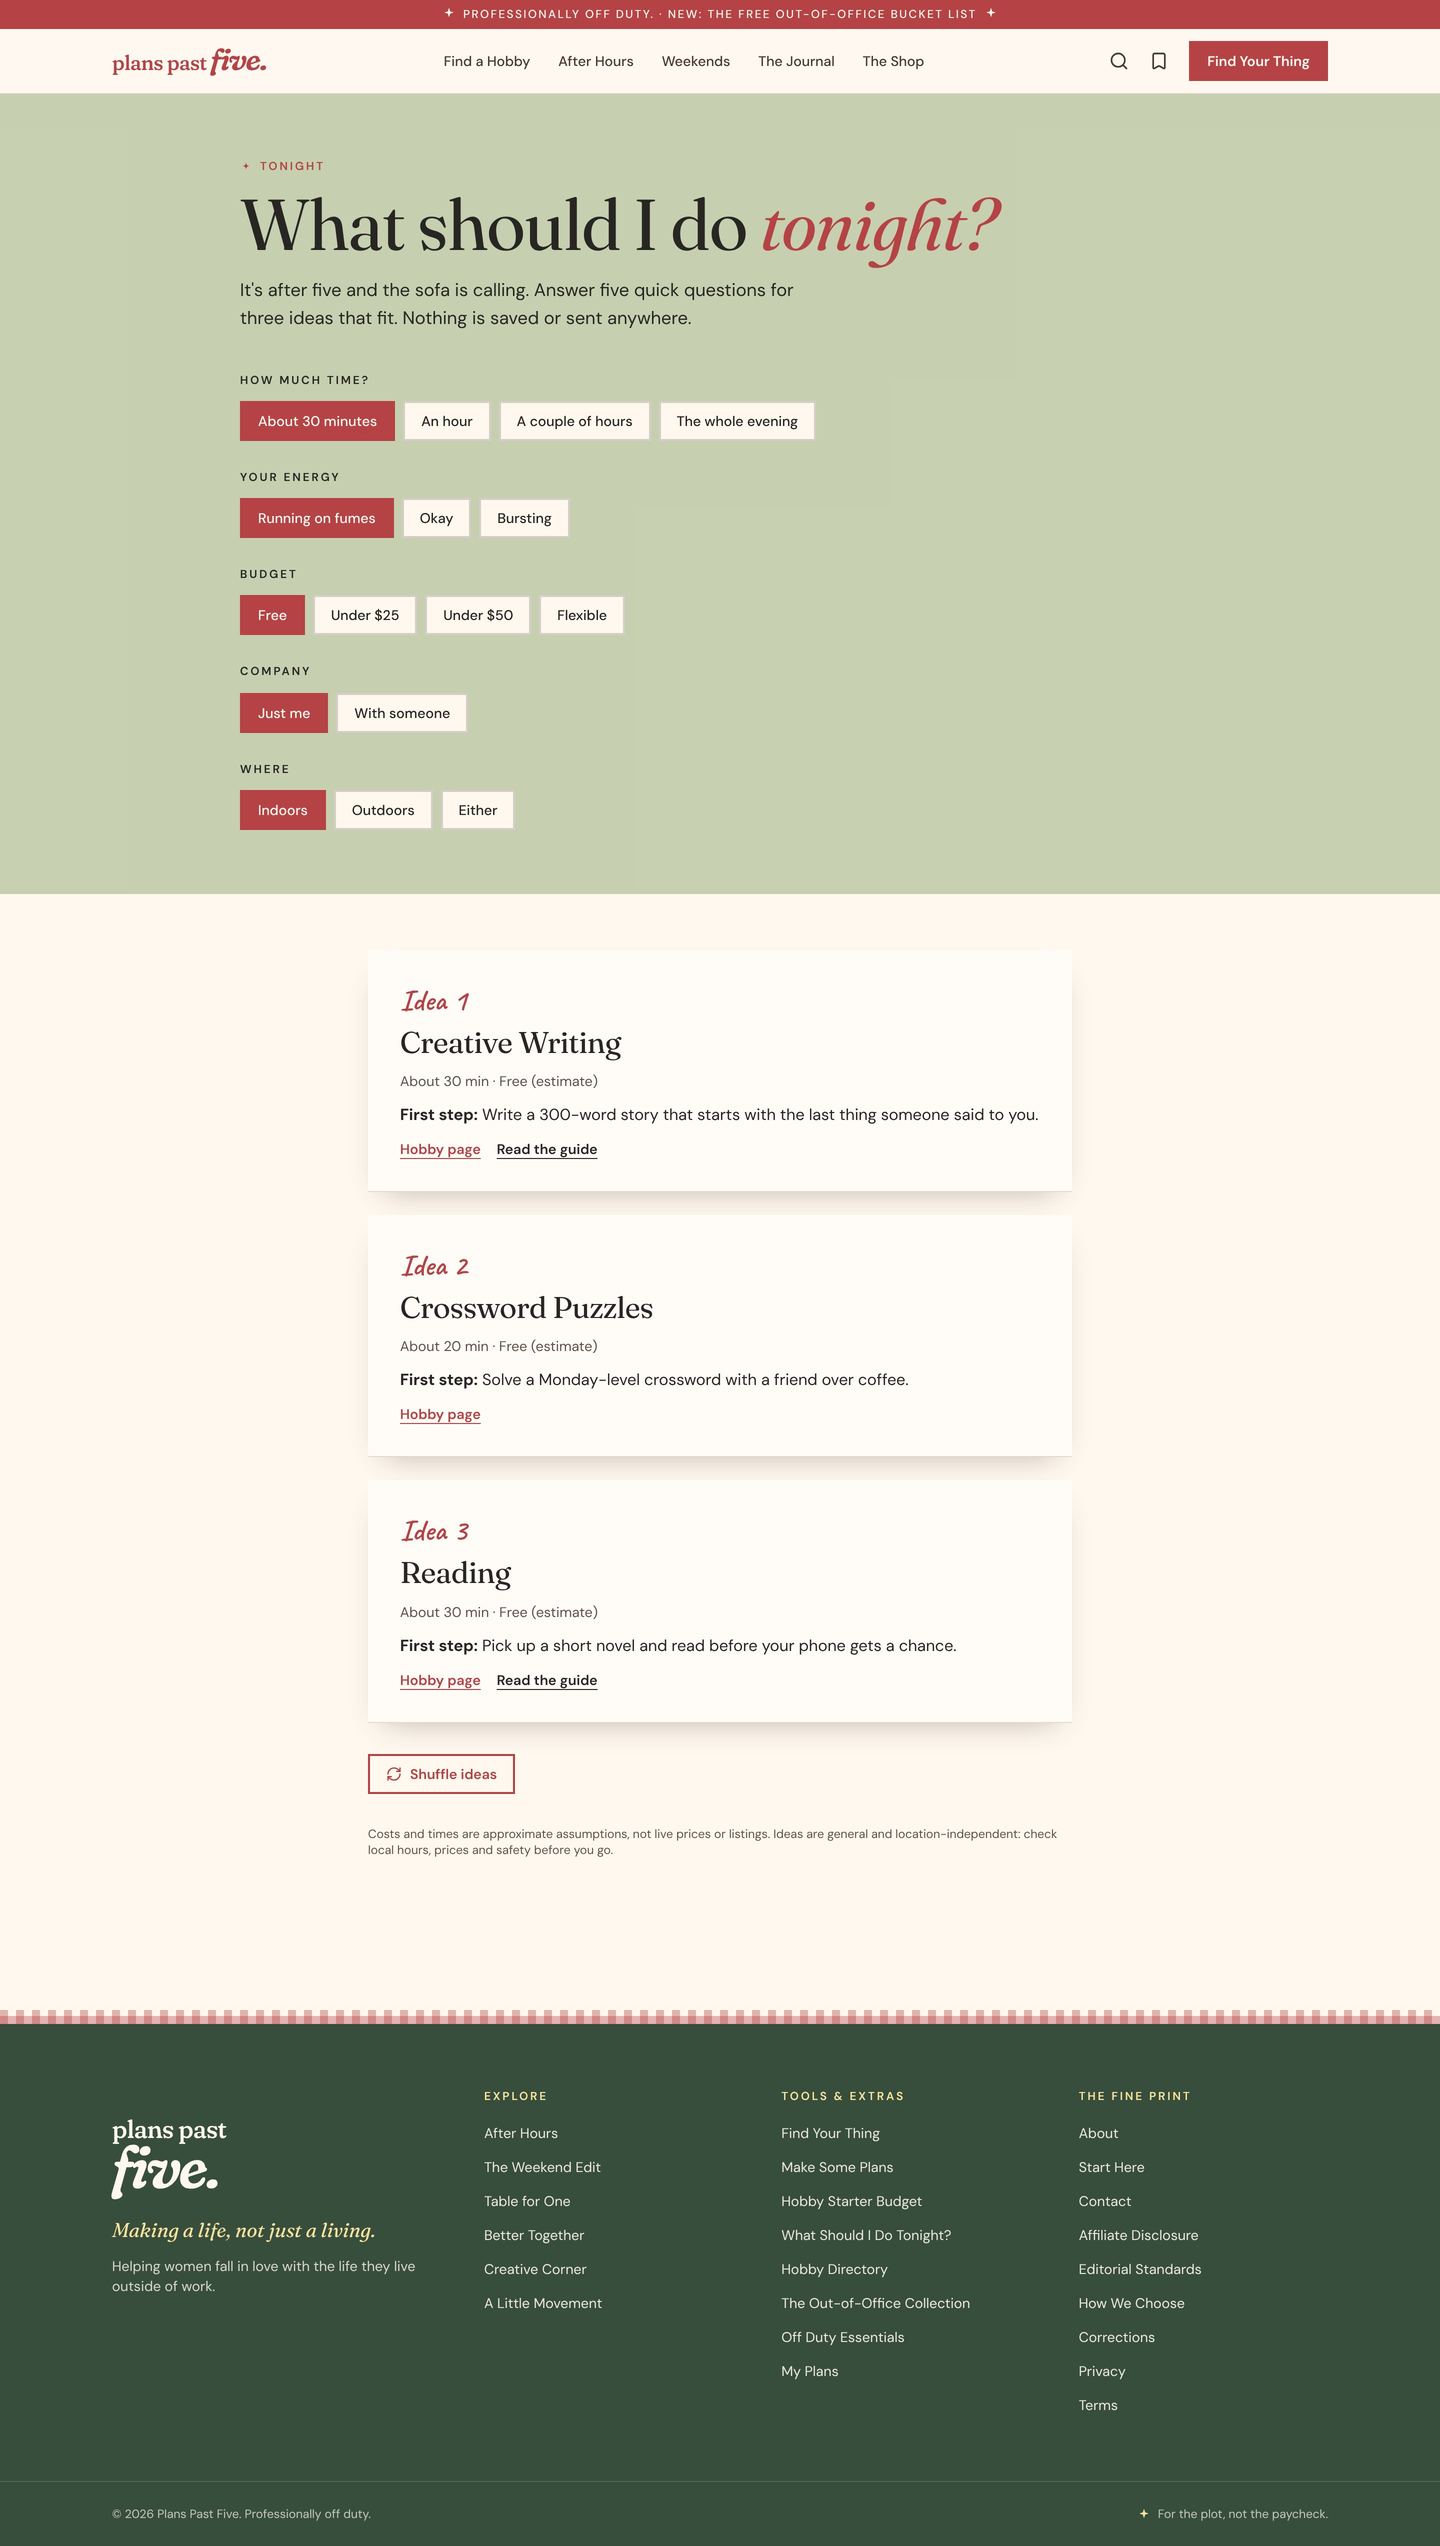 PROFESSIONALLY OFF DUTY. · NEW: THE FREE OUT-OF-OFFICE BUCKET LIST
plans past five.
Find a Hobby
After Hours
Weekends
The Journal
The Shop
Find Your Thing
TONIGHT
What should I do tonight?
It's after five and the sofa is calling. Answer five quick questions for
three ideas that fit. Nothing is saved or sent anywhere.
HOW MUCH TIME?
About 30 minutes
An hour
A couple of hours
The whole evening
YOUR ENERGY
Running on fumes
Okay
Bursting
BUDGET
Free
Under $25
Under $50
Flexible
COMPANY
Just me
With someone
WHERE
Indoors
Outdoors
Either
Idea 1
Creative Writing
About 30 min · Free (estimate)
First step: Write a 300-word story that starts with the last thing someone said to you.
Hobby page
Read the guide
Idea 2
Crossword Puzzles
About 20 min · Free (estimate)
First step: Solve a Monday-level crossword with a friend over coffee.
Hobby page
Idea 3
Reading
About 30 min · Free (estimate)
First step: Pick up a short novel and read before your phone gets a chance.
Hobby page
Read the guide
Shuffle ideas
Costs and times are approximate assumptions, not live prices or listings. Ideas are general and location-independent: check
local hours, prices and safety before you go.
plans past
five.
Making a life, not just a living.
Helping women fall in love with the life they live
outside of work.
EXPLORE
After Hours
The Weekend Edit
Table for One
Better Together
Creative Corner
A Little Movement
TOOLS & EXTRAS
Find Your Thing
Make Some Plans
Hobby Starter Budget
What Should I Do Tonight?
Hobby Directory
The Out-of-Office Collection
Off Duty Essentials
My Plans
THE FINE PRINT
About
Start Here
Contact
Affiliate Disclosure
Editorial Standards
How We Choose
Corrections
Privacy
Terms
© 2026 Plans Past Five. Professionally off duty.
For the plot, not the paycheck.